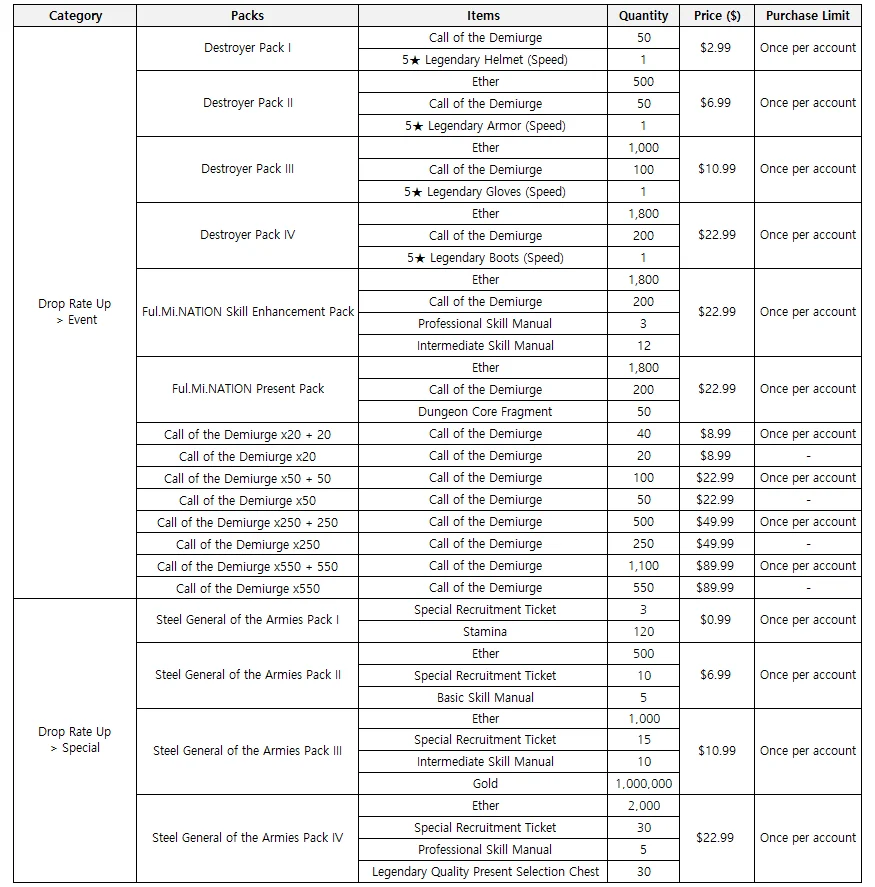 Category Packs Items Quantity Price ($) Purchase Limit
Drop Rate Up
> Event
Destroyer Pack I
Call of the Demiurge 50
5★ Legendary Helmet (Speed) 1
$2.99 Once per account
Destroyer Pack II
Ether 500
Call of the Demiurge 50
5★ Legendary Armor (Speed) 1
$6.99 Once per account
Destroyer Pack III
Ether 1,000
Call of the Demiurge 100
5★ Legendary Gloves (Speed) 1
$10.99 Once per account
Destroyer Pack IV
Ether 1,800
Call of the Demiurge 200
5★ Legendary Boots (Speed) 1
$22.99 Once per account
Ful.Mi.NATION Skill Enhancement Pack
Ether 1,800
Call of the Demiurge 200
Professional Skill Manual 3
Intermediate Skill Manual 12
$22.99 Once per account
Ful.Mi.NATION Present Pack
Ether 1,800
Call of the Demiurge 200
Dungeon Core Fragment 50
$22.99 Once per account
Call of the Demiurge x20 + 20 Call of the Demiurge 40 $8.99 Once per account
Call of the Demiurge x20 Call of the Demiurge 20 $8.99 -
Call of the Demiurge x50 + 50 Call of the Demiurge 100 $22.99 Once per account
Call of the Demiurge x50 Call of the Demiurge 50 $22.99 -
Call of the Demiurge x250 + 250 Call of the Demiurge 500 $49.99 Once per account
Call of the Demiurge x250 Call of the Demiurge 250 $49.99 -
Call of the Demiurge x550 + 550 Call of the Demiurge 1,100 $89.99 Once per account
Call of the Demiurge x550 Call of the Demiurge 550 $89.99 -
Drop Rate Up
> Special
Steel General of the Armies Pack I
Special Recruitment Ticket 3
Stamina 120
$0.99 Once per account
Steel General of the Armies Pack II
Ether 500
Special Recruitment Ticket 10
Basic Skill Manual 5
$6.99 Once per account
Steel General of the Armies Pack III
Ether 1,000
Special Recruitment Ticket 15
Intermediate Skill Manual 10
Gold 1,000,000
$10.99 Once per account
Steel General of the Armies Pack IV
Ether 2,000
Special Recruitment Ticket 30
Professional Skill Manual 5
Legendary Quality Present Selection Chest 30
$22.99 Once per account